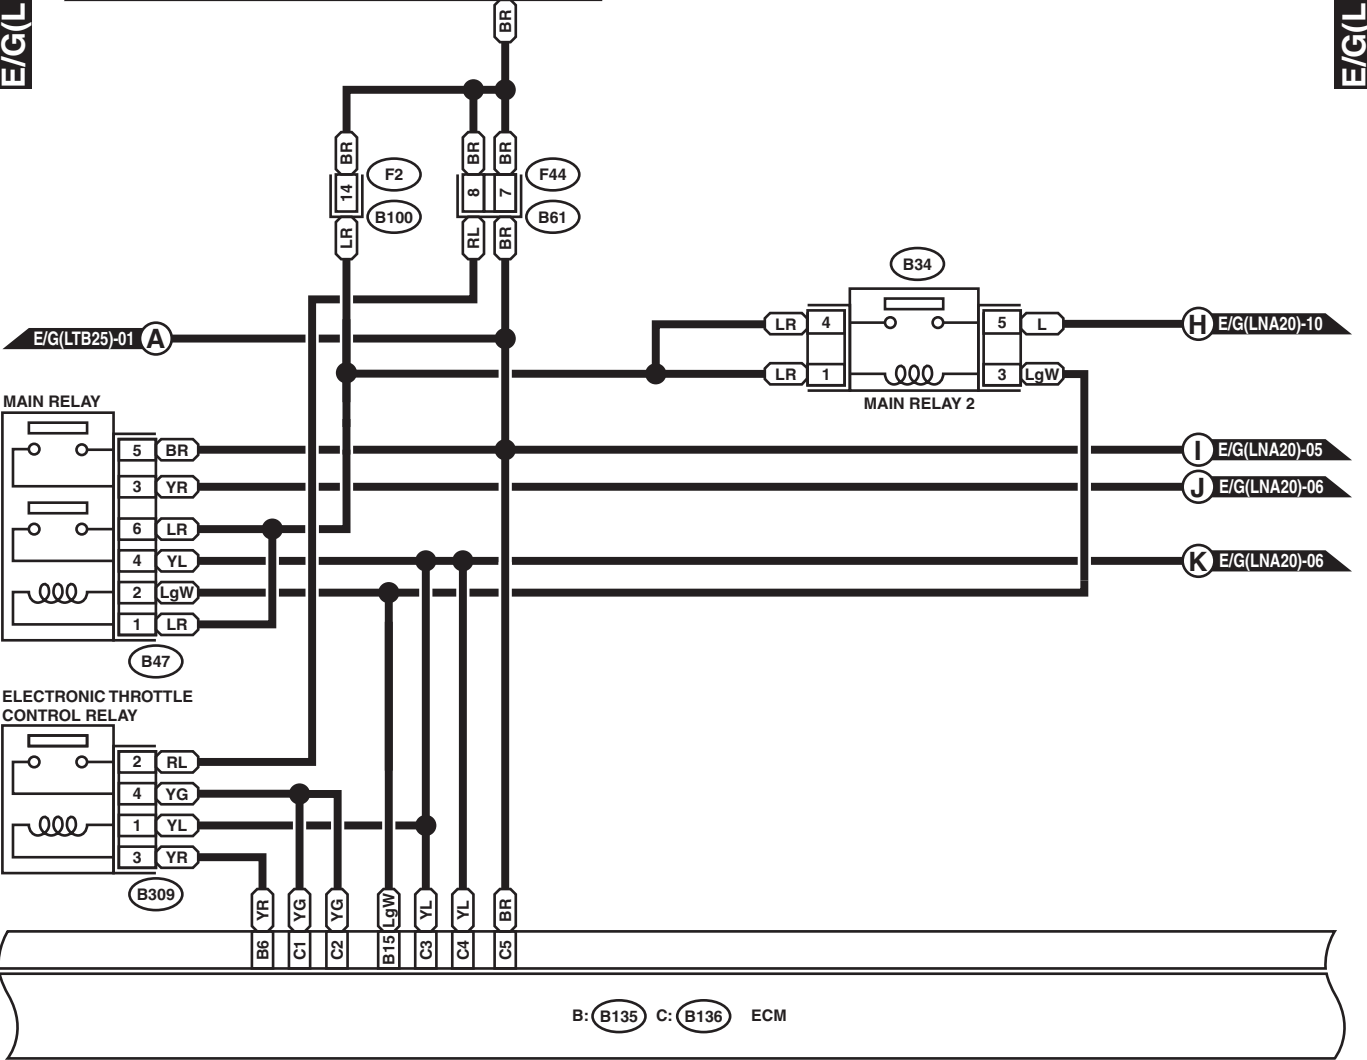 E/G(L
E/G(L
BR
BR
BR
BR
14
8
7
F2
F44
B100
B61
LR
RL
BR
B34
LR
4
5
L
H
E/G(LNA20)-10
E/G(LTB25)-01
A
LR
1
3
LgW
MAIN RELAY 2
MAIN RELAY
5
BR
I
E/G(LNA20)-05
3
YR
J
E/G(LNA20)-06
6
LR
4
YL
K
E/G(LNA20)-06
2
LgW
1
LR
B47
ELECTRONIC THROTTLE
CONTROL RELAY
2
RL
4
YG
1
YL
3
YR
B309
YR
YG
YG
LgW
YL
YL
BR
B6
C1
C2
B15
C3
C4
C5
B: B135 C: B136 ECM